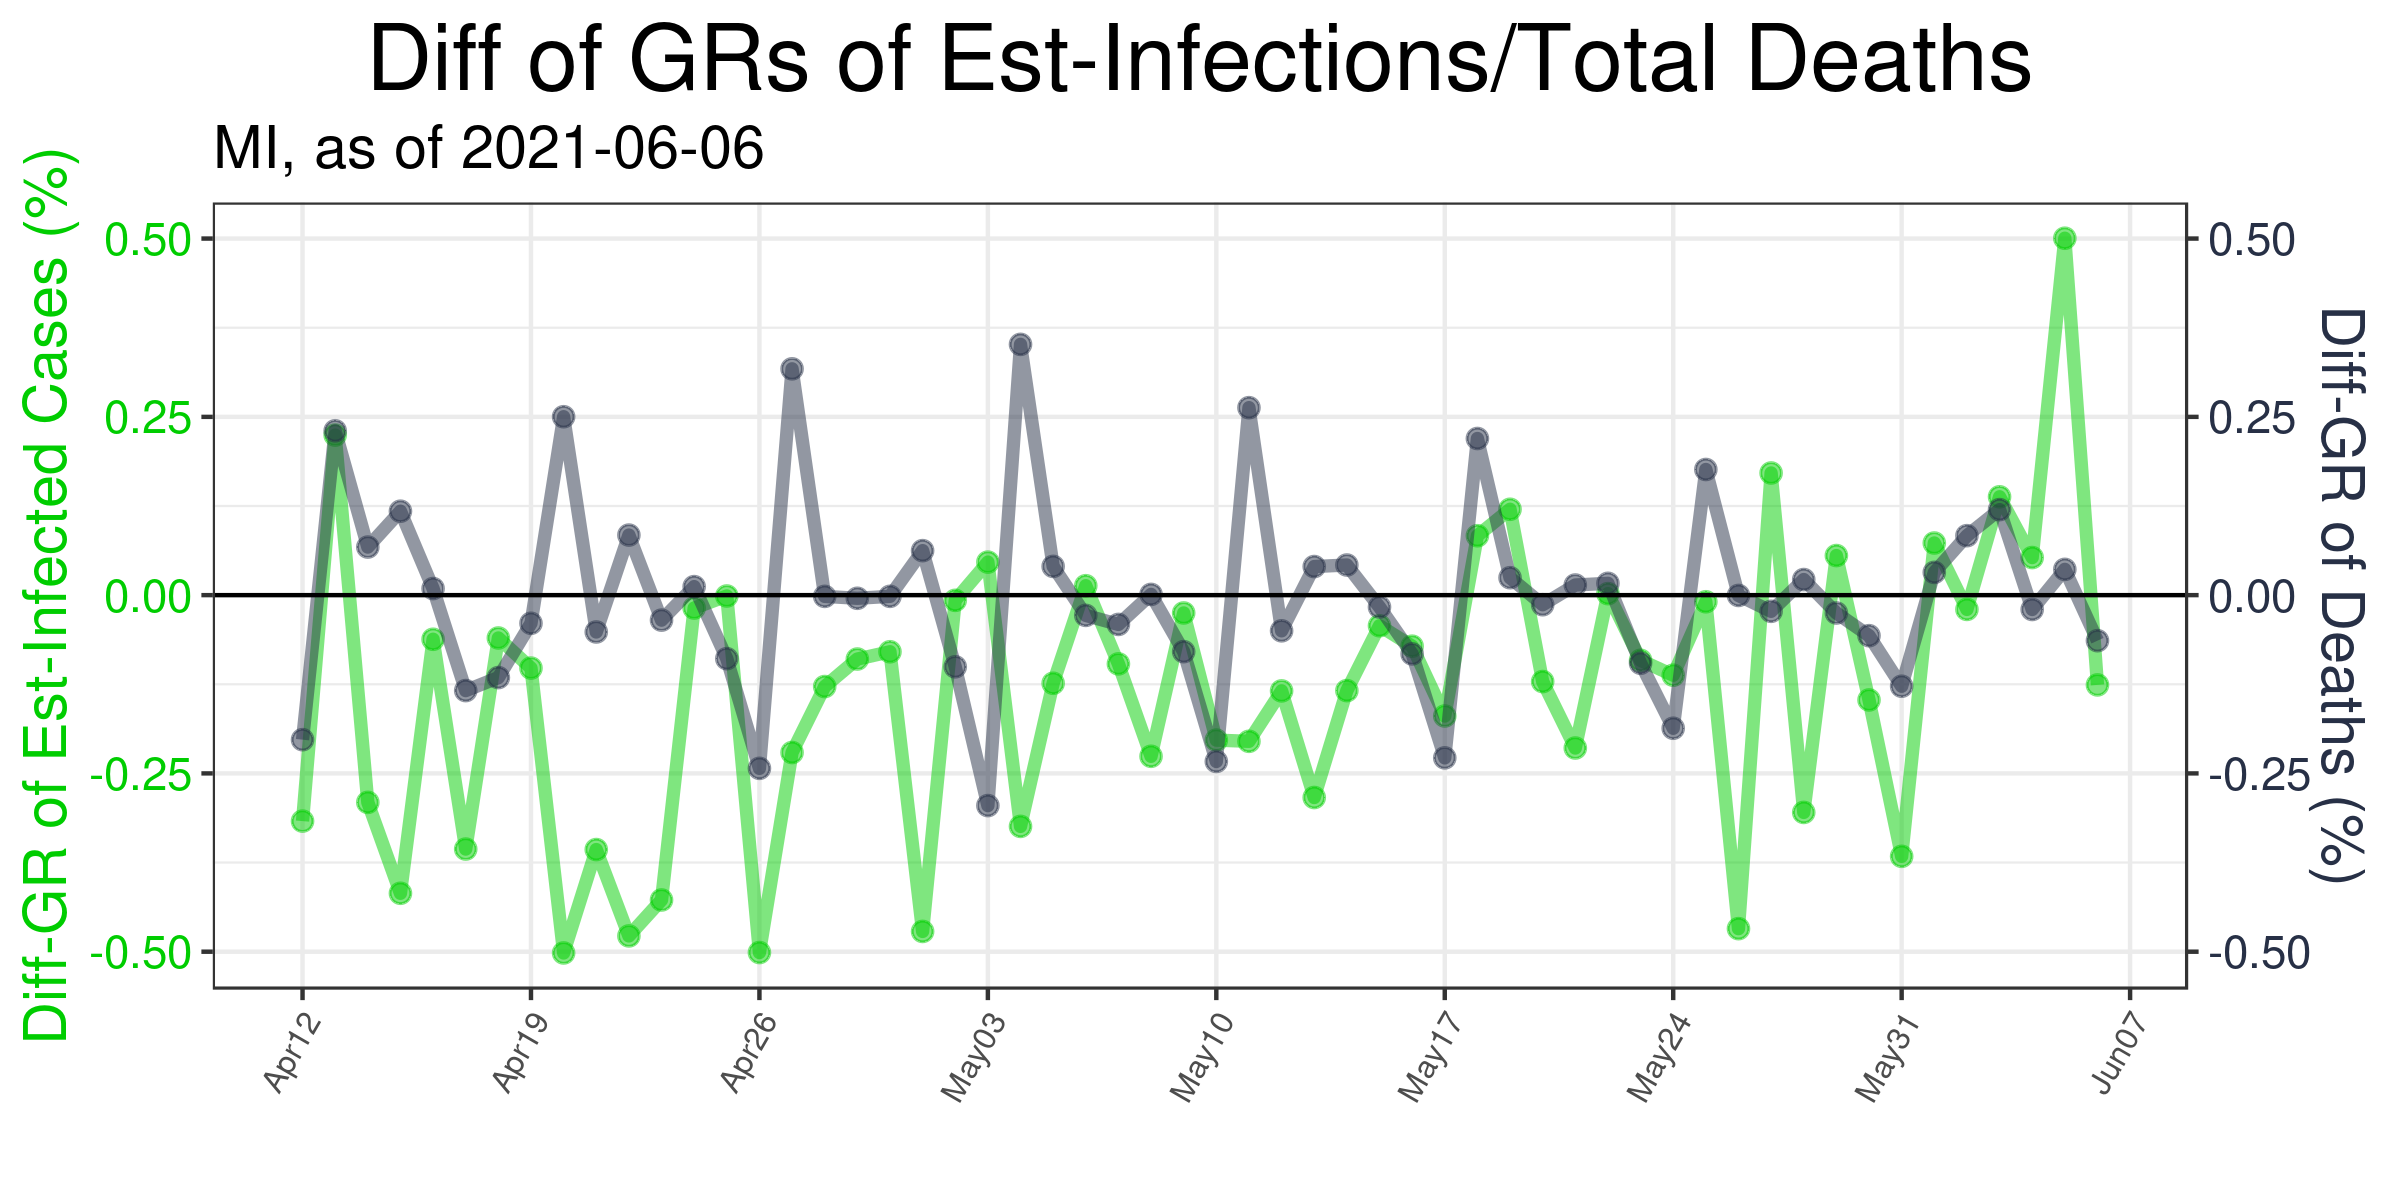 Diff of GRs of Est-Infections/Total Deaths
MI, as of 2021-06-06
Diff-GR of Est-Infected Cases (%)
0.50
0.25
0.00
-0.25
-0.50
0.50
0.25
0.00
-0.25
-0.50
Diff-GR of Deaths (%)
Apr12
Apr19
Apr26
May03
May10
May17
May24
May31
Jun07